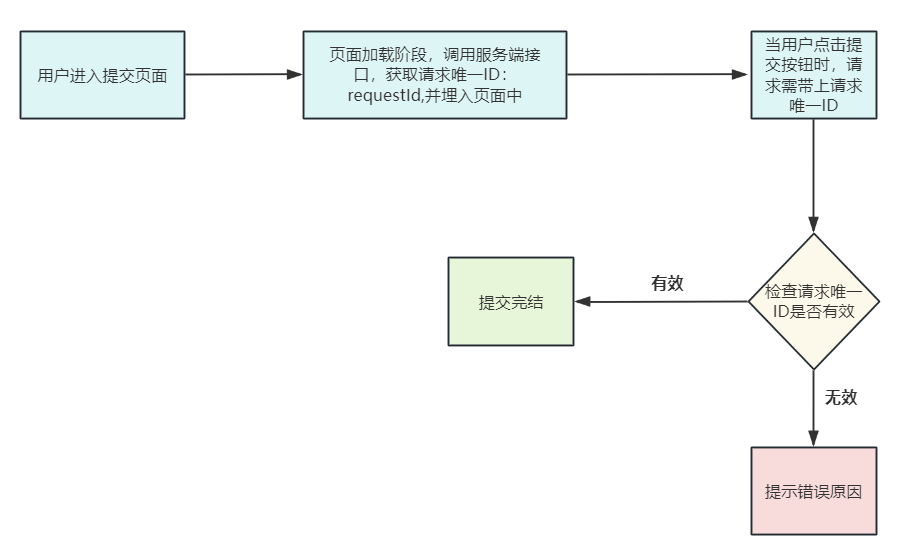 用户进入提交页面
页面加载阶段，调用服务端接
口，获取请求唯一ID：
requestId,并埋入页面中
当用户点击提
交按钮时，请
求需带上请求
唯一ID
检查请求唯一
ID是否有效
有效
提交完结
无效
提示错误原因